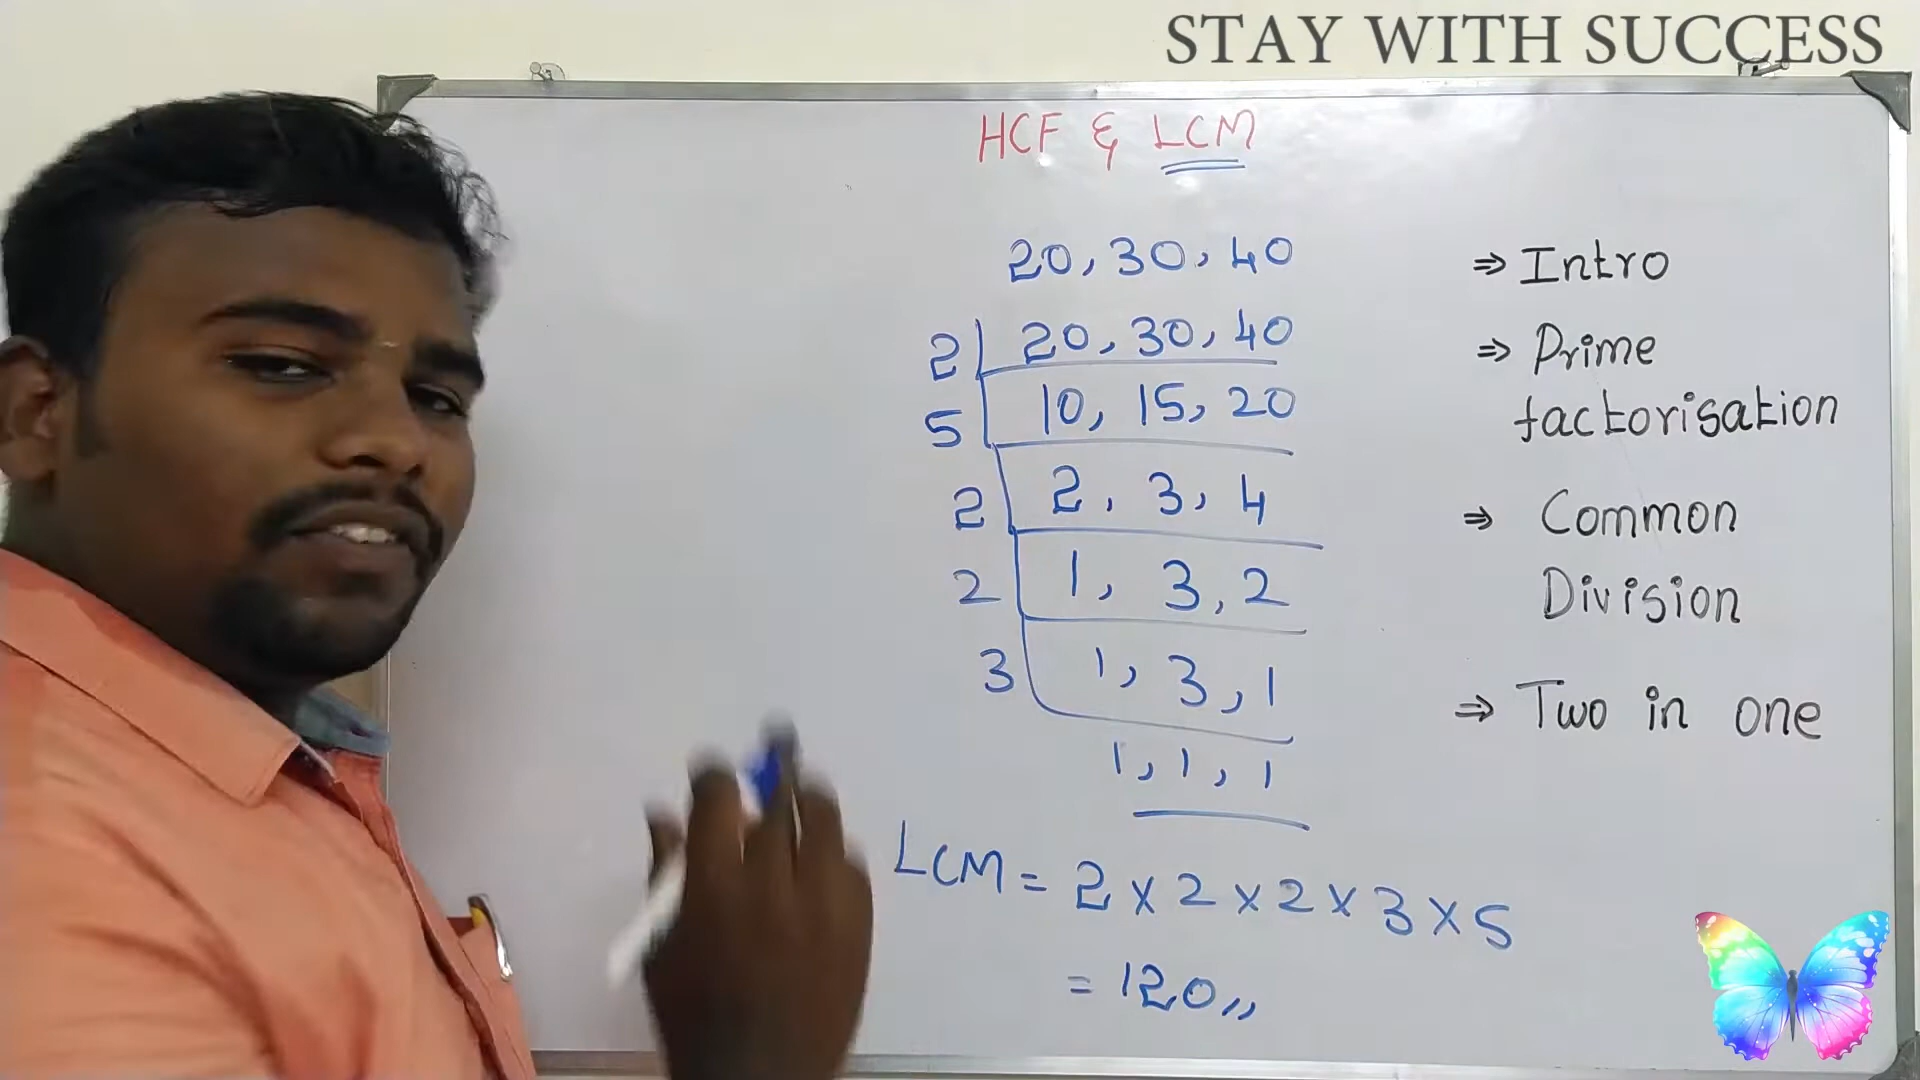 STAY WITH SUCCESS
HCF & LCM
20, 30, 40
2 20, 30, 40
5 10, 15, 20
2 2, 3, 4
2 1, 3, 2
3 1, 3, 1
1, 1, 1
LCM = 2 x 2 x 2 x 3 x 5
= 120,,
⇒ Intro
⇒ Prime
factorisation
⇒ Common
Division
⇒ Two in one